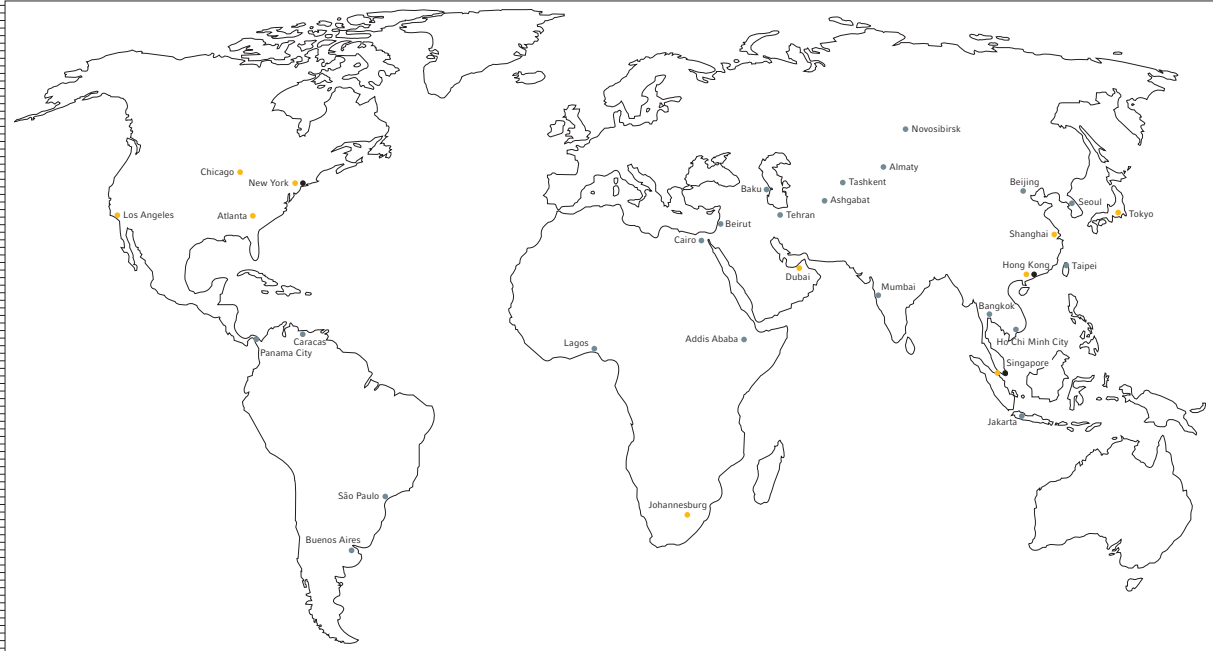 Novosibirsk
Almaty
Chicago
New York
Tashkent
Beijing
Baku
Ashgabat
Seoul
Los Angeles
Atlanta
Tehran
Tokyo
Beirut
Shanghai
Cairo
Hong Kong
Taipei
Dubai
Mumbai
Bangkok
Caracas
Panama City
Lagos
Addis Ababa
Ho Chi Minh City
Singapore
Jakarta
São Paulo
Johannesburg
Buenos Aires